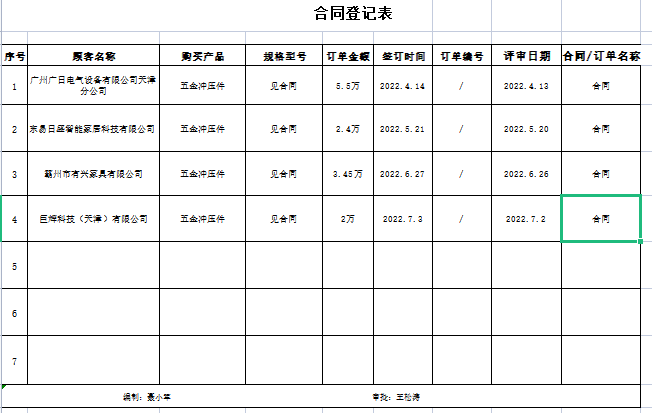 合同登记表
序号 顾客名称 购买产品 规格型号 订单金额 签订时间 订单编号 评审日期 合同/订单名称
1 广州广日电气设备有限公司天津
分公司 五金冲压件 见合同 5.5万 2022.4.14 / 2022.4.13 合同
2 东易日盛智能家居科技有限公司 五金冲压件 见合同 2.4万 2022.5.21 / 2022.5.20 合同
3 霸州市有兴家具有限公司 五金冲压件 见合同 3.45万 2022.6.27 / 2022.6.26 合同
4 巨辉科技（天津）有限公司 五金冲压件 见合同 2万 2022.7.3 / 2022.7.2 合同
5
6
7
编制：聂小军 审批：王松涛